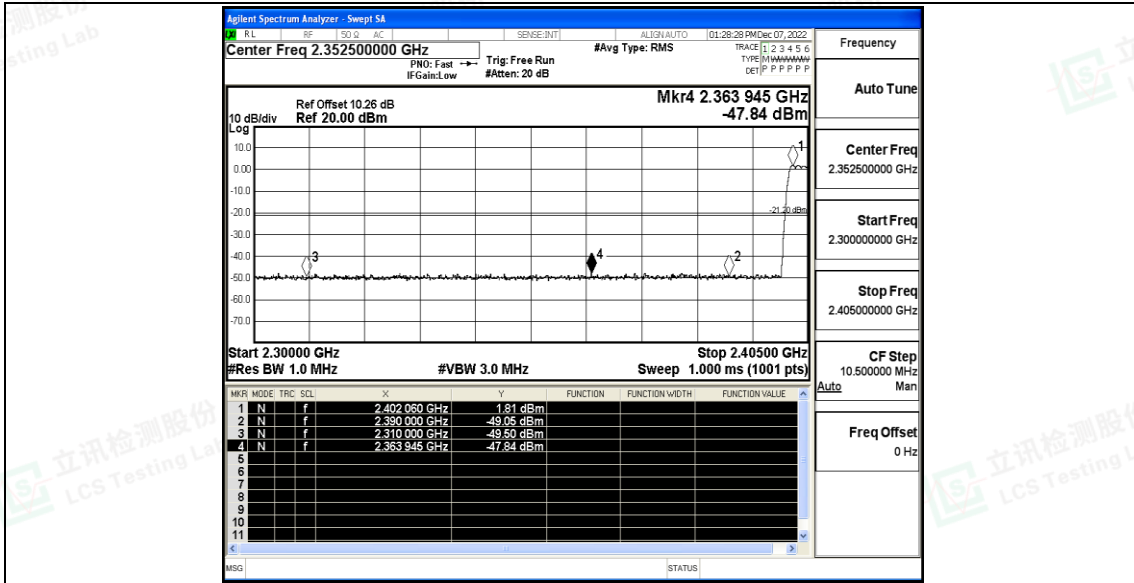 Agilent Spectrum Analyzer - Swept SA
RL RF 50 Ω AC SENSE:INT ALIGN AUTO 01:28:28 PM Dec 07, 2022
Center Freq 2.352500000 GHz
#Avg Type: RMS
TRACE 1 2 3 4 5 6
TYPE M WWWWW
DET P P P P P P
PNO: Fast
IFGain:Low
Trig: Free Run
#Atten: 20 dB
Mkr4 2.363 945 GHz
-47.84 dBm
Ref Offset 10.26 dB
Ref 20.00 dBm
10 dB/div
Log
10.0
0.00
-10.0
-20.0
-30.0
-40.0
-50.0
-60.0
-70.0
1
-21.20 dBm
3
4
2
Start 2.30000 GHz
Stop 2.40500 GHz
#Res BW 1.0 MHz
#VBW 3.0 MHz
Sweep 1.000 ms (1001 pts)
MKR MODE TRC SCL X Y FUNCTION FUNCTION WIDTH FUNCTION VALUE
1 N f 2.402 060 GHz 1.81 dBm
2 N f 2.390 000 GHz -49.05 dBm
3 N f 2.310 000 GHz -49.50 dBm
4 N f 2.363 945 GHz -47.84 dBm
5
6
7
8
9
10
11
MSG
STATUS
Frequency
Auto Tune
Center Freq
2.352500000 GHz
Start Freq
2.300000000 GHz
Stop Freq
2.405000000 GHz
CF Step
10.500000 MHz
Auto Man
Freq Offset
0 Hz
立讯检测股份
LCS Testing Lab
立讯检测股份
LCS Testing L